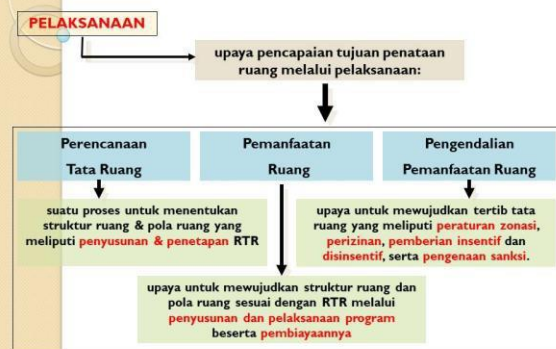 PELAKSANAAN
upaya pencapaian tujuan penataan
ruang melalui pelaksanaan:
Perencanaan
Tata Ruang
Pemanfaatan
Ruang
Pengendalian
Pemanfaatan Ruang
suatu proses untuk menentukan
struktur ruang & pola ruang yang
meliputi penyusunan & penetapan RTR
upaya untuk mewujudkan tertib tata
ruang yang meliputi peraturan zonasi,
perizinan, pemberian insentif dan
disinsentif, serta pengenaan sanksi.
upaya untuk mewujudkan struktur ruang dan
pola ruang sesuai dengan RTR melalui
penyusunan dan pelaksanaan program
beserta pembiayaannya